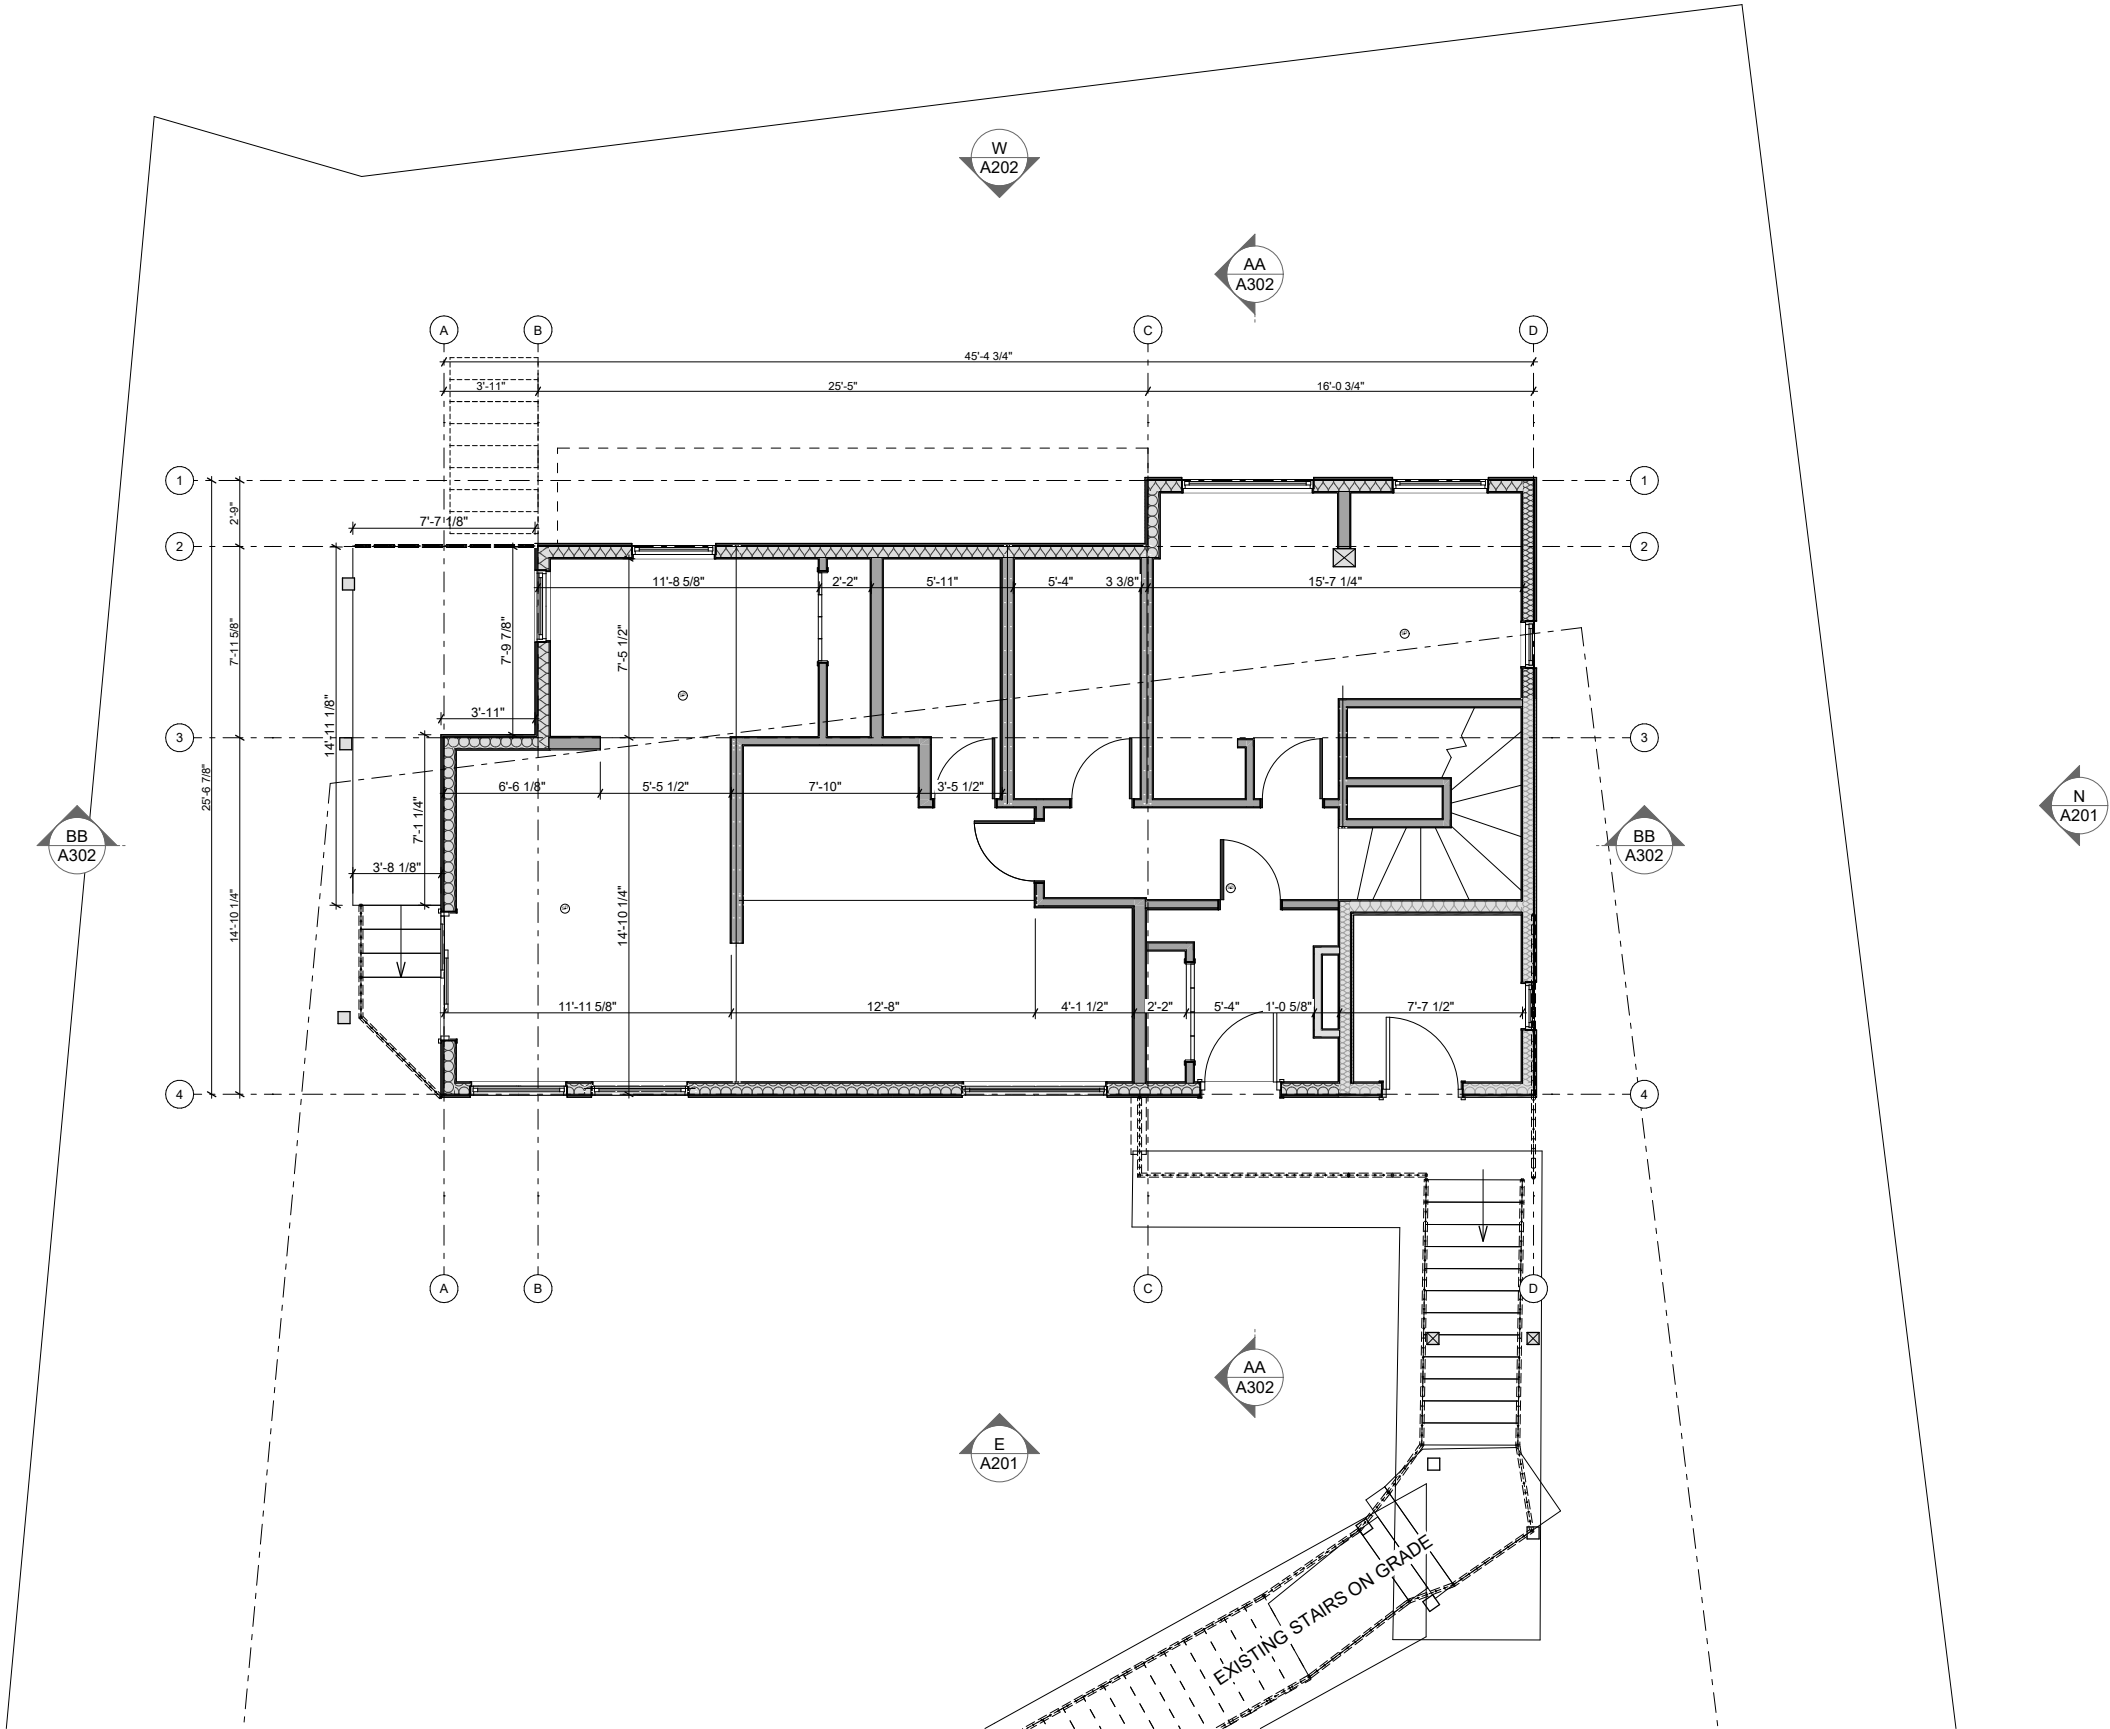 W
A202
AA
A302
A
B
C
D
45'-4 3/4"
3'-11"
25'-5"
16'-0 3/4"
1
1
2'-9"
7'-7 1/8"
2
2
11'-8 5/8"
2'-2"
5'-11"
5'-4"
3 3/8"
15'-7 1/4"
7'-11 5/8"
7'-9 7/8"
7'-5 1/2"
14'-11 1/8"
3'-11"
3
3
25'-6 7/8"
6'-6 1/8"
5'-5 1/2"
7'-10"
3'-5 1/2"
7'-1 1/4"
N
A201
BB
A302
BB
A302
3'-8 1/8"
14'-10 1/4"
14'-10 1/4"
11'-11 5/8"
12'-8"
4'-1 1/2"
2'-2"
5'-4"
1'-0 5/8"
7'-7 1/2"
4
4
A
B
C
D
AA
A302
E
A201
EXISTING STAIRS ON GRADE